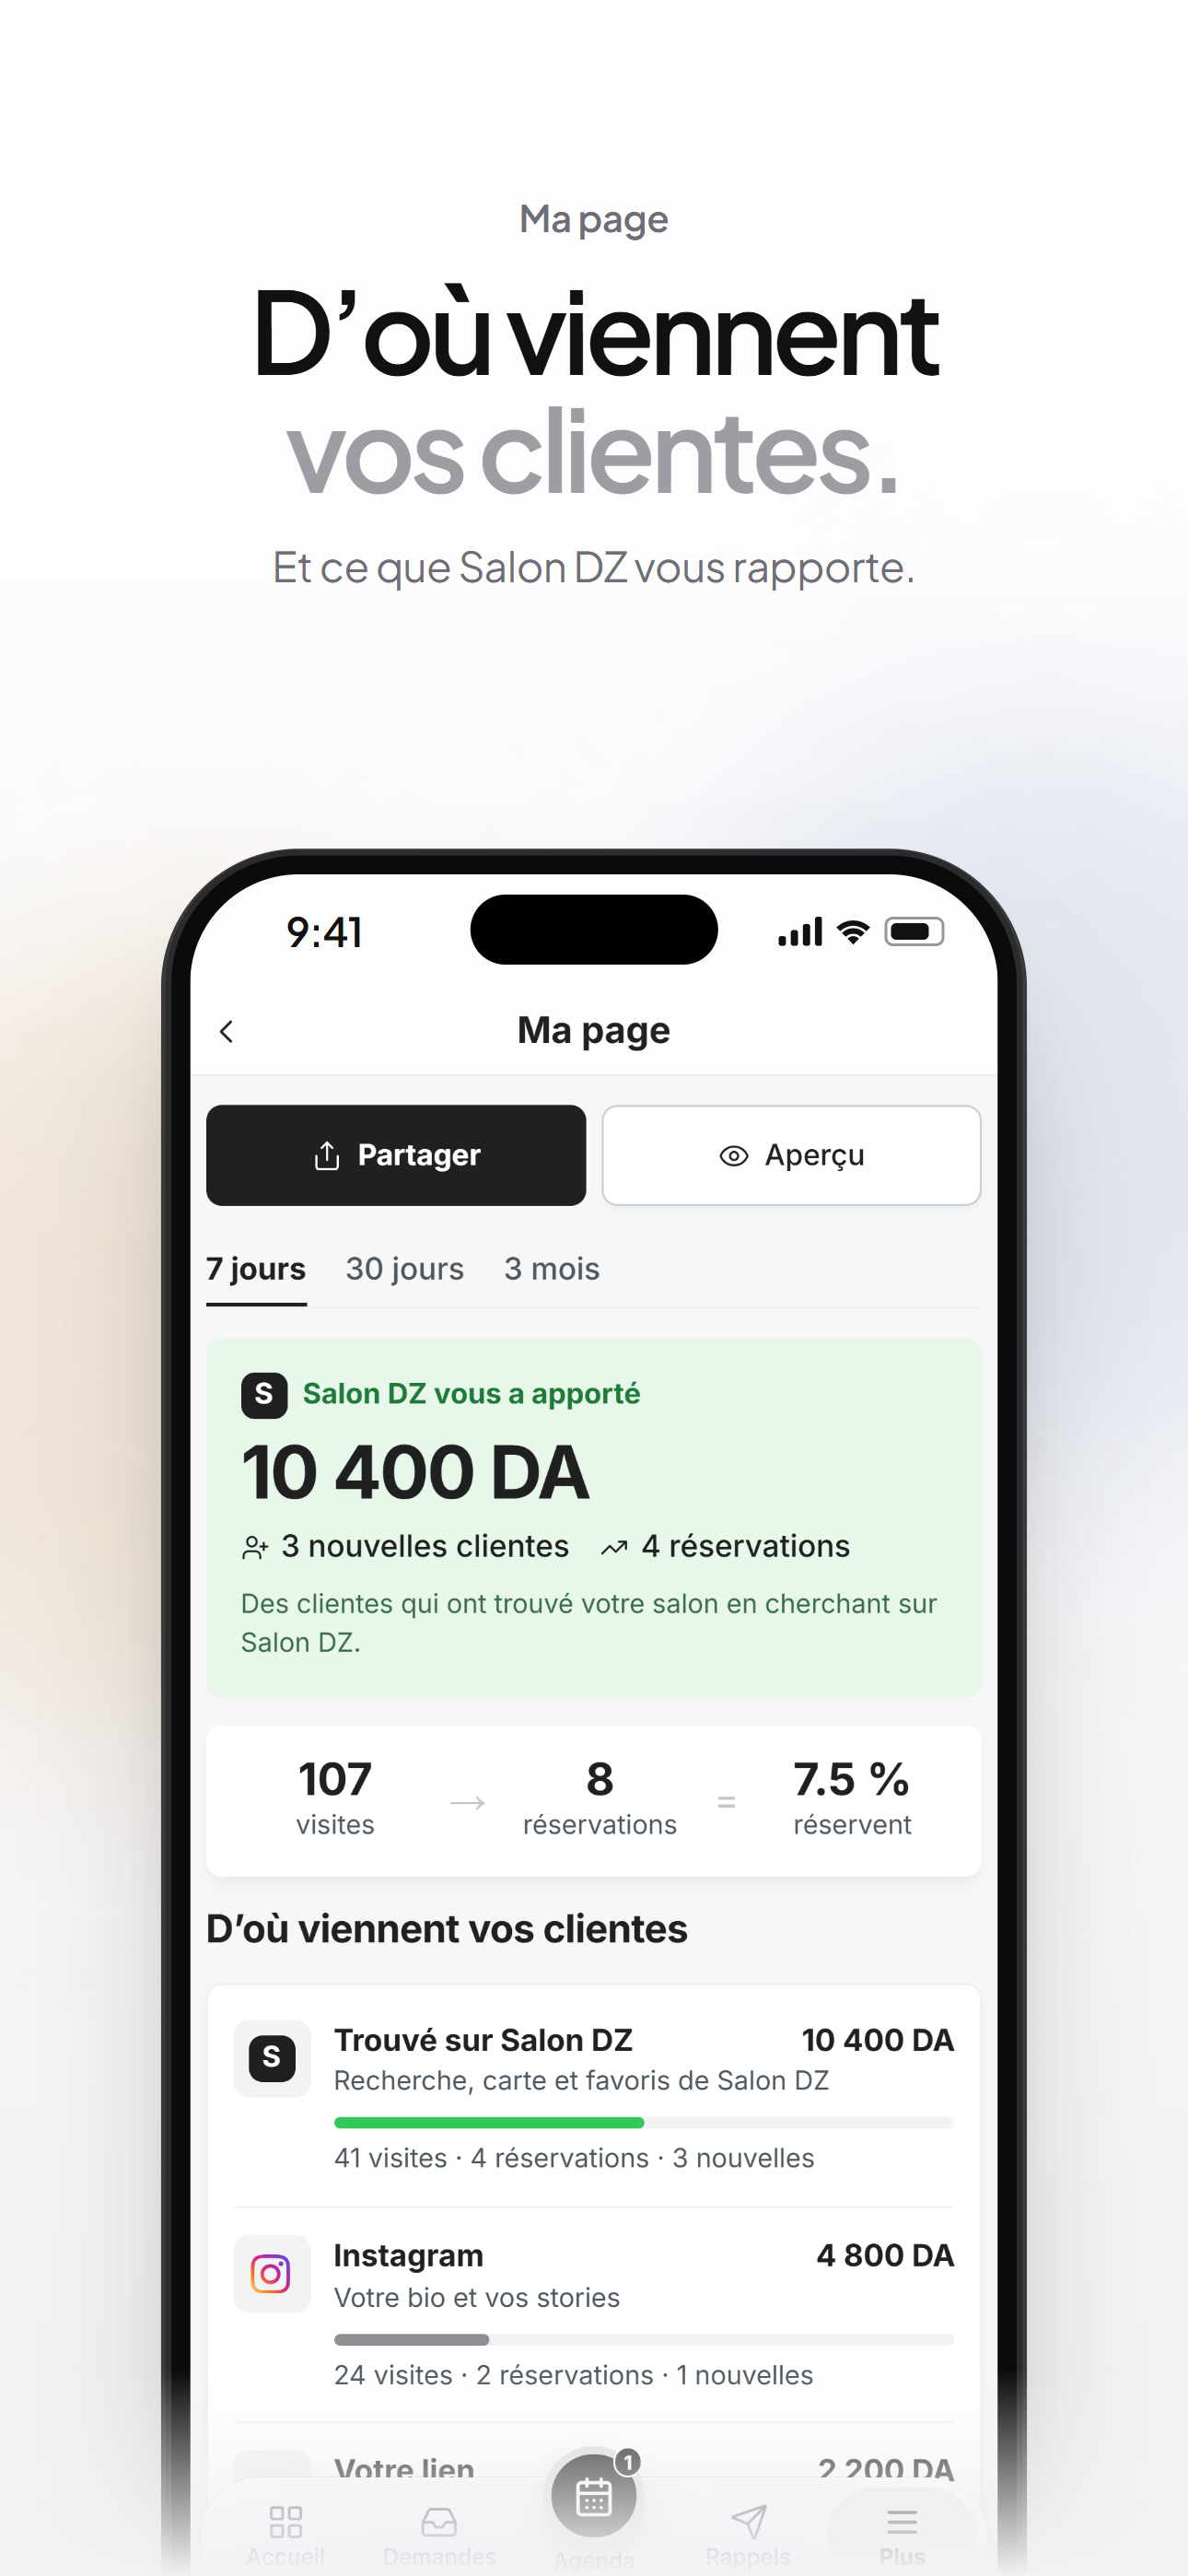 Ma page
D’où viennent
vos clientes.
Et ce que Salon DZ vous rapporte.
9:41
Ma page
Partager
Aperçu
7 jours 30 jours 3 mois
S Salon DZ vous a apporté
10 400 DA
3 nouvelles clientes 4 réservations
Des clientes qui ont trouvé votre salon en cherchant sur
Salon DZ.
107 → 8 = 7.5 %
visites réservations réservent
D’où viennent vos clientes
S Trouvé sur Salon DZ 10 400 DA
Recherche, carte et favoris de Salon DZ
41 visites · 4 réservations · 3 nouvelles
Instagram 4 800 DA
Votre bio et vos stories
24 visites · 2 réservations · 1 nouvelles
Votre lien 2 200 DA
1
Accueil Demandes Agenda Rappels Plus